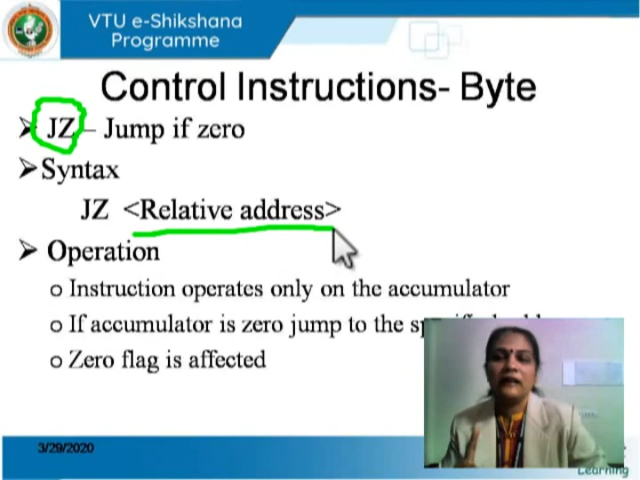 VTU e-Shikshana
Programme
Control Instructions- Byte
➤ JZ – Jump if zero
➤Syntax
JZ <Relative address>
➤ Operation
o Instruction operates only on the accumulator
o If accumulator is zero jump to the
o Zero flag is affected
3/29/2020
Learning